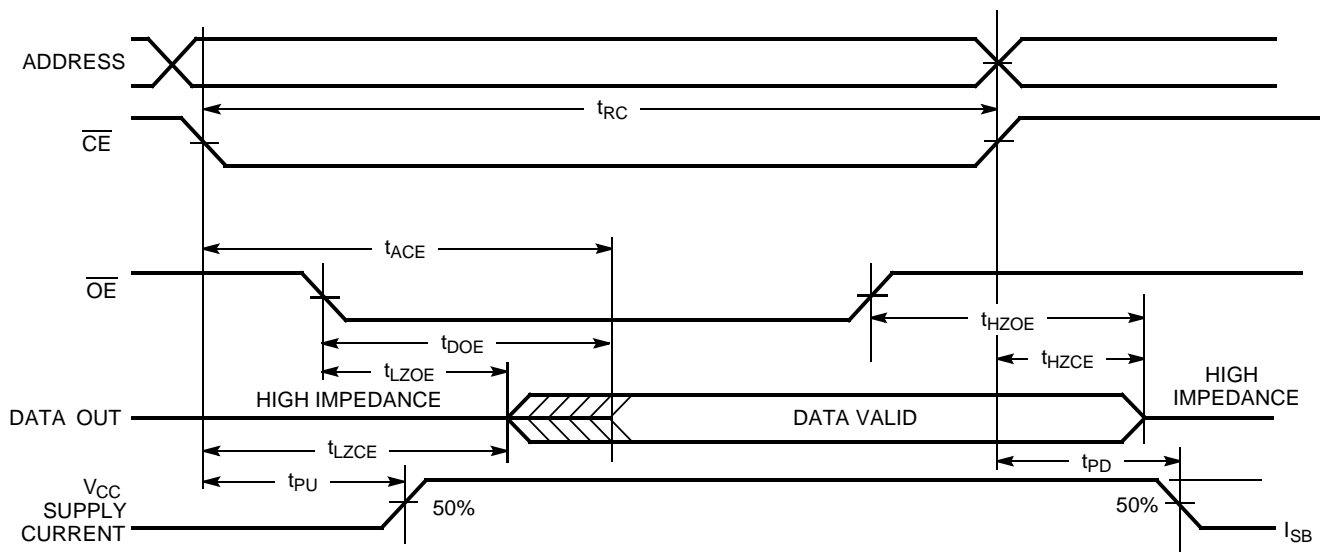 ADDRESS
tRC
CE
tACE
OE
tHZOE
tDOE
tHZCE
tLZOE
HIGH IMPEDANCE
HIGH
IMPEDANCE
DATA OUT
DATA VALID
tLZCE
tPD
tPU
VCC
SUPPLY
CURRENT
50%
50%
ISB